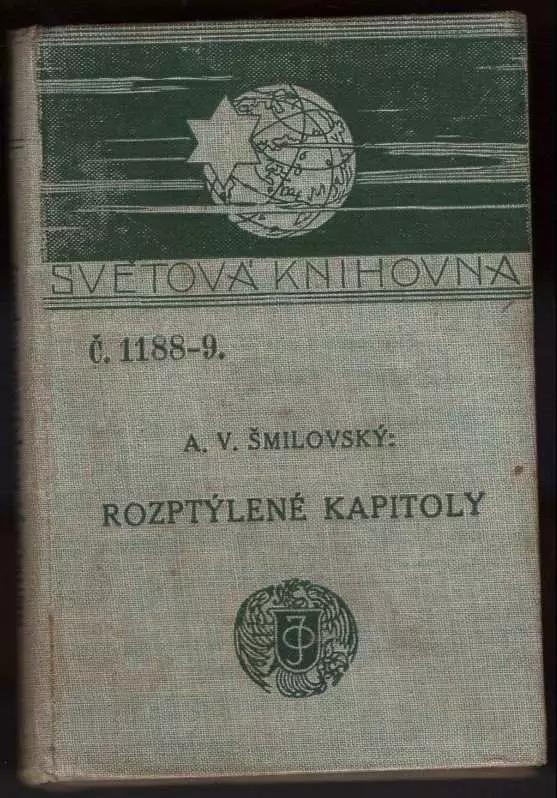 SVĚTOVÁ KNIHOVNA
Č. 1188-9.
A. V. ŠMILOVSKÝ:
ROZPTÝLENÉ KAPITOLY